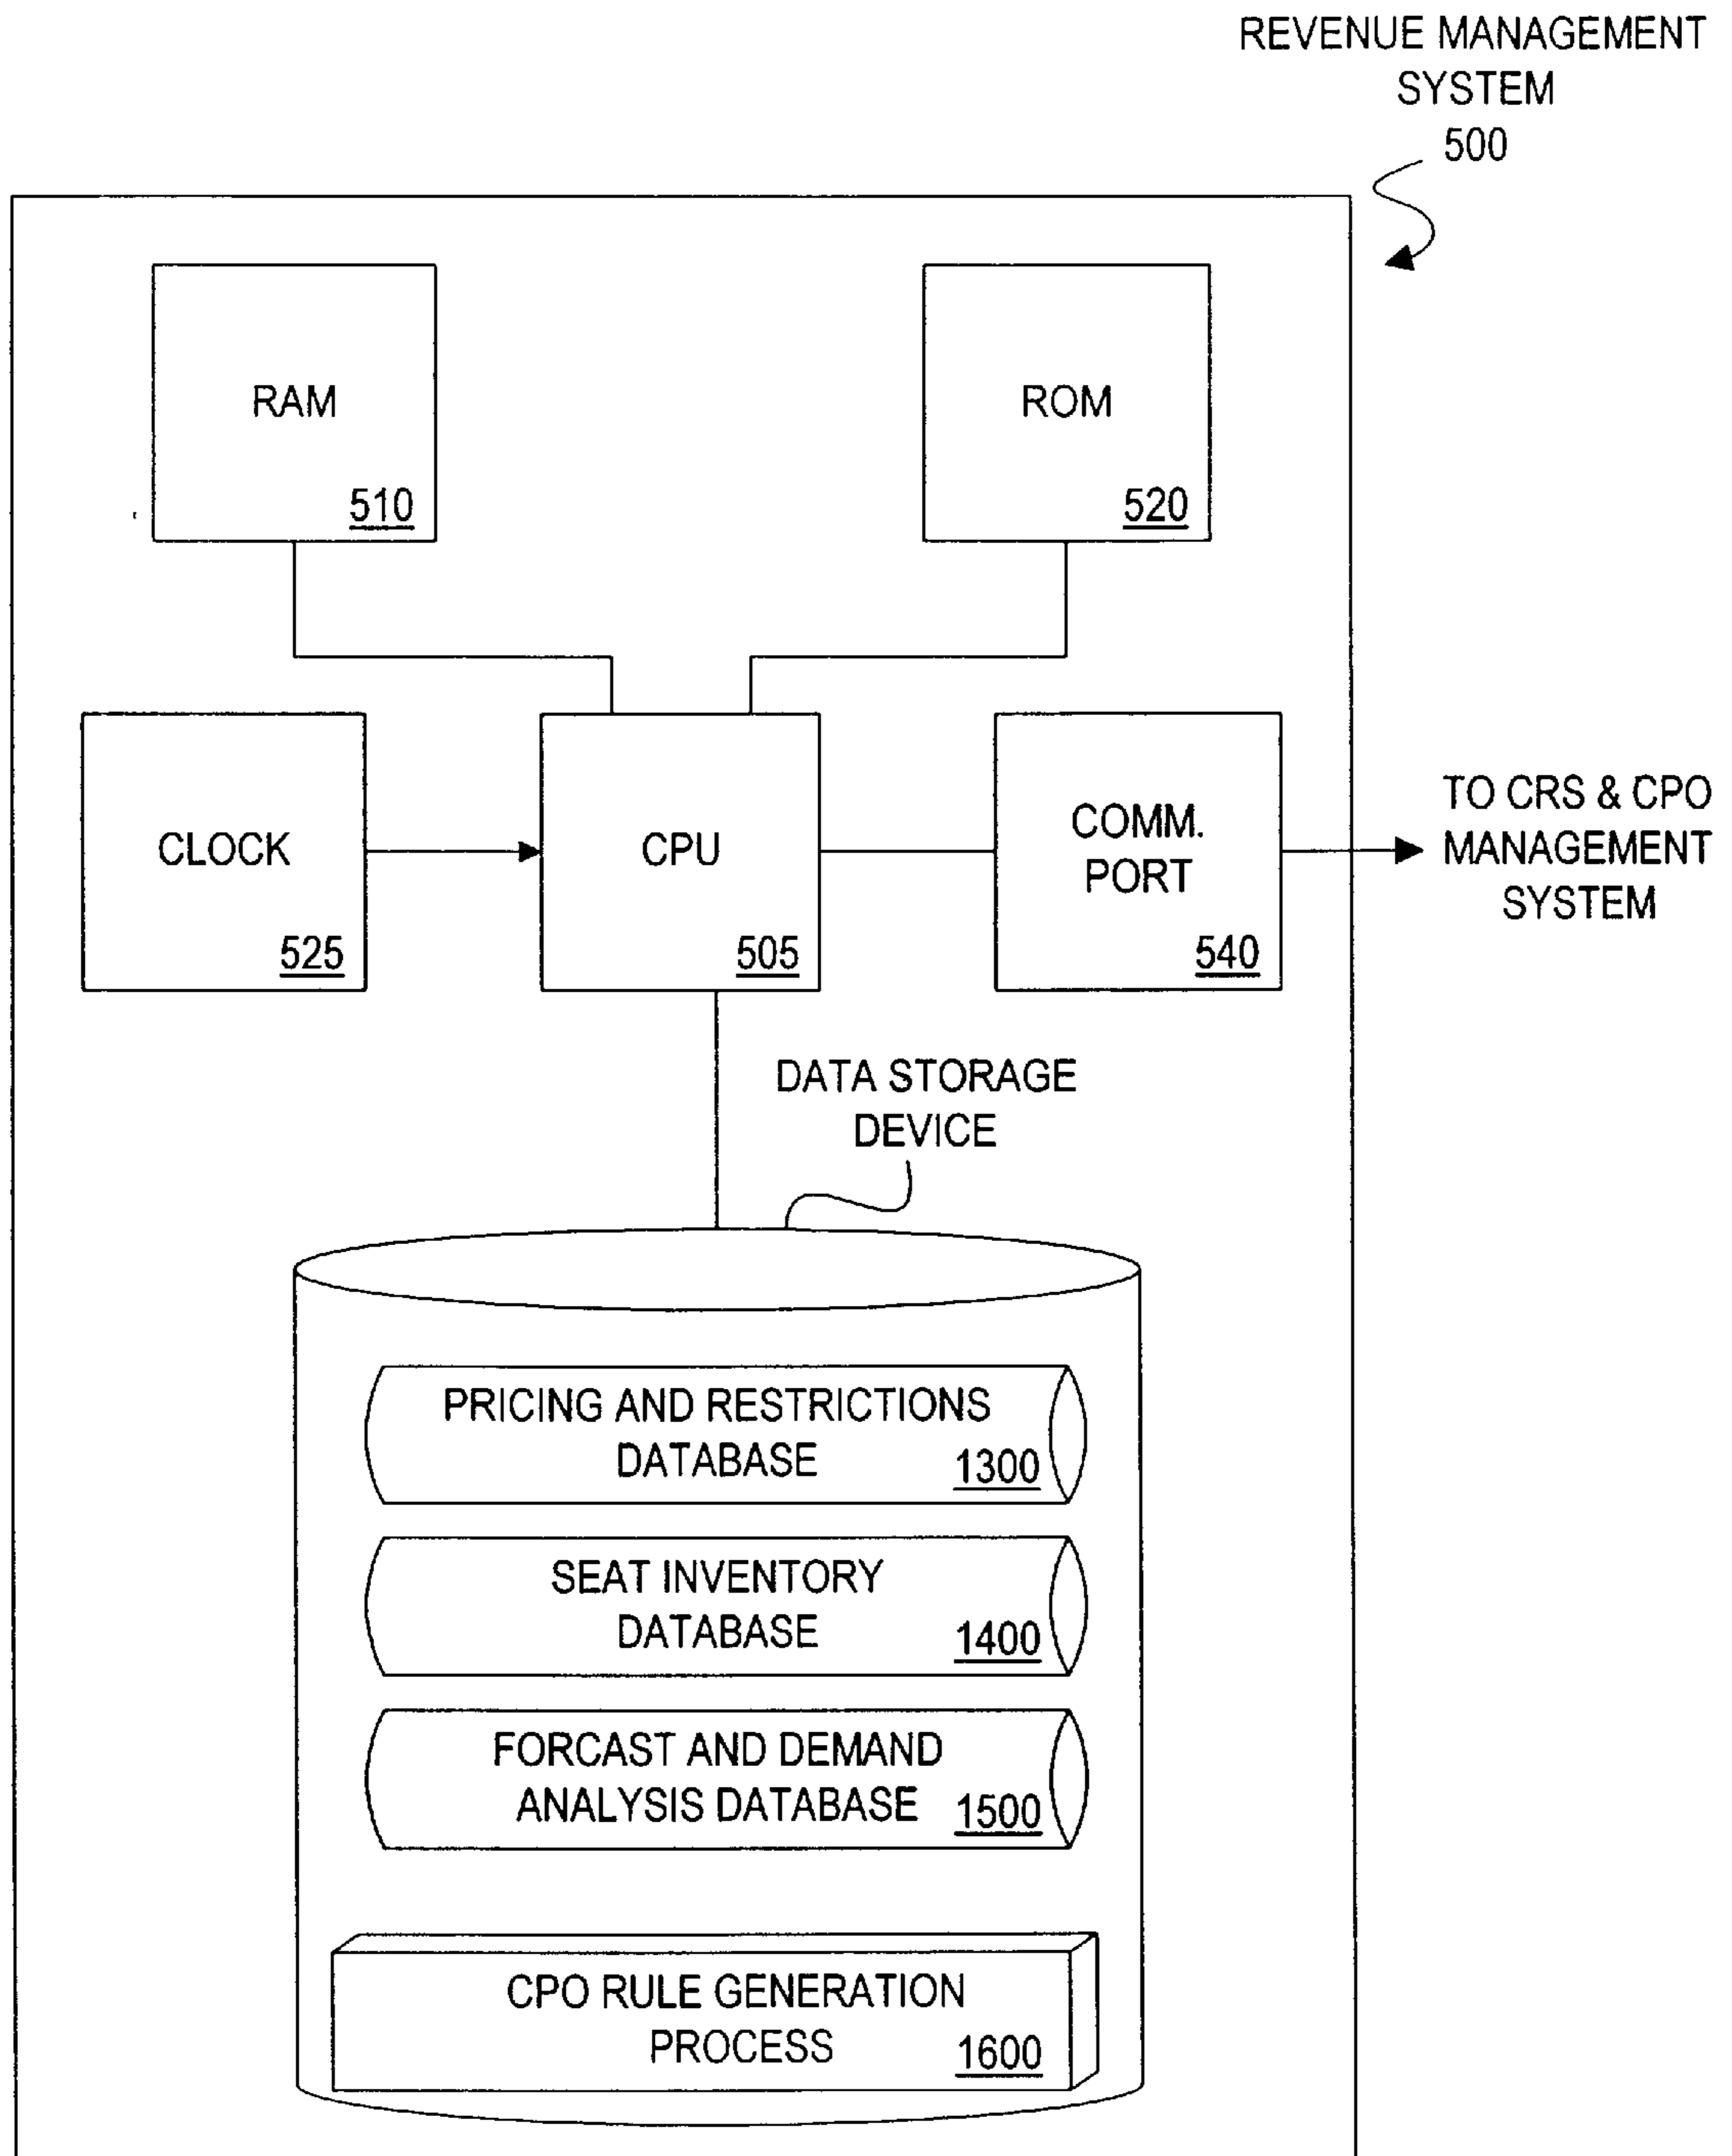 REVENUE MANAGEMENT
SYSTEM
500
RAM
510
ROM
520
CLOCK
525
CPU
505
COMM.
PORT
540
TO CRS & CPO
MANAGEMENT
SYSTEM
DATA STORAGE
DEVICE
PRICING AND RESTRICTIONS
DATABASE 1300
SEAT INVENTORY
DATABASE 1400
FORCAST AND DEMAND
ANALYSIS DATABASE 1500
CPO RULE GENERATION
PROCESS 1600